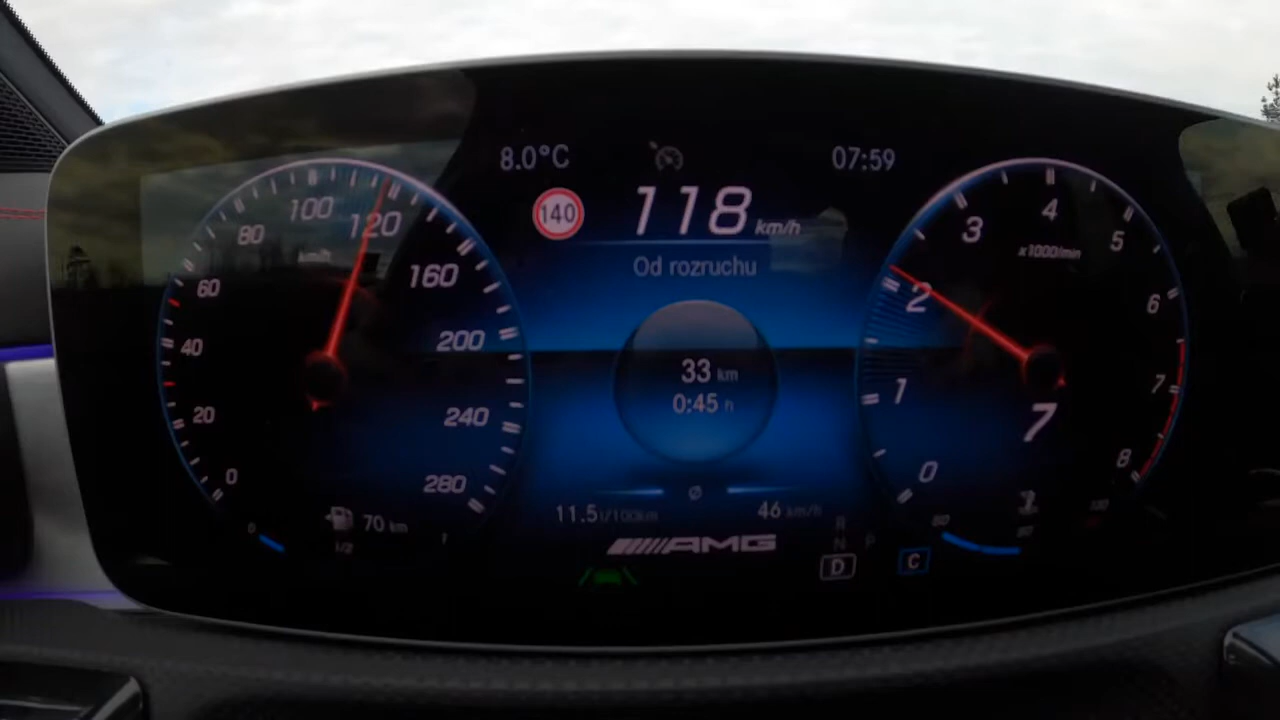 8.0°C 07:59
140 118 km/h
Od rozruchu
33 km
0:45 h
Ø
11.5 l/100km 46 km/h
AMG
0 20 40 60 80 100 120 160 200 240 280
0 1 2 3 4 5 6 7 8
x1000/min
7
70 km
1/2
0 1
R
N P
D C